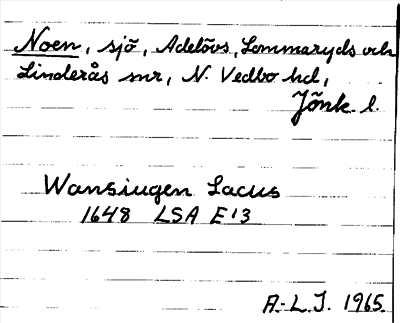 Noen, sjö, Adelövs, Lommaryds och
Linderås snr, N. Vedbo hd,
Jönk. l.
Wansiugen Lacus
1648 LSA E13
A.-L.J. 1965.